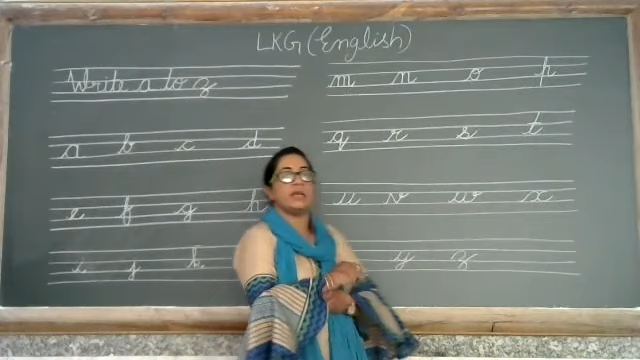 LKG (English)
Write a to z
a b c d
e f g h
i j k
m n o p
q r s t
u v w x
y z